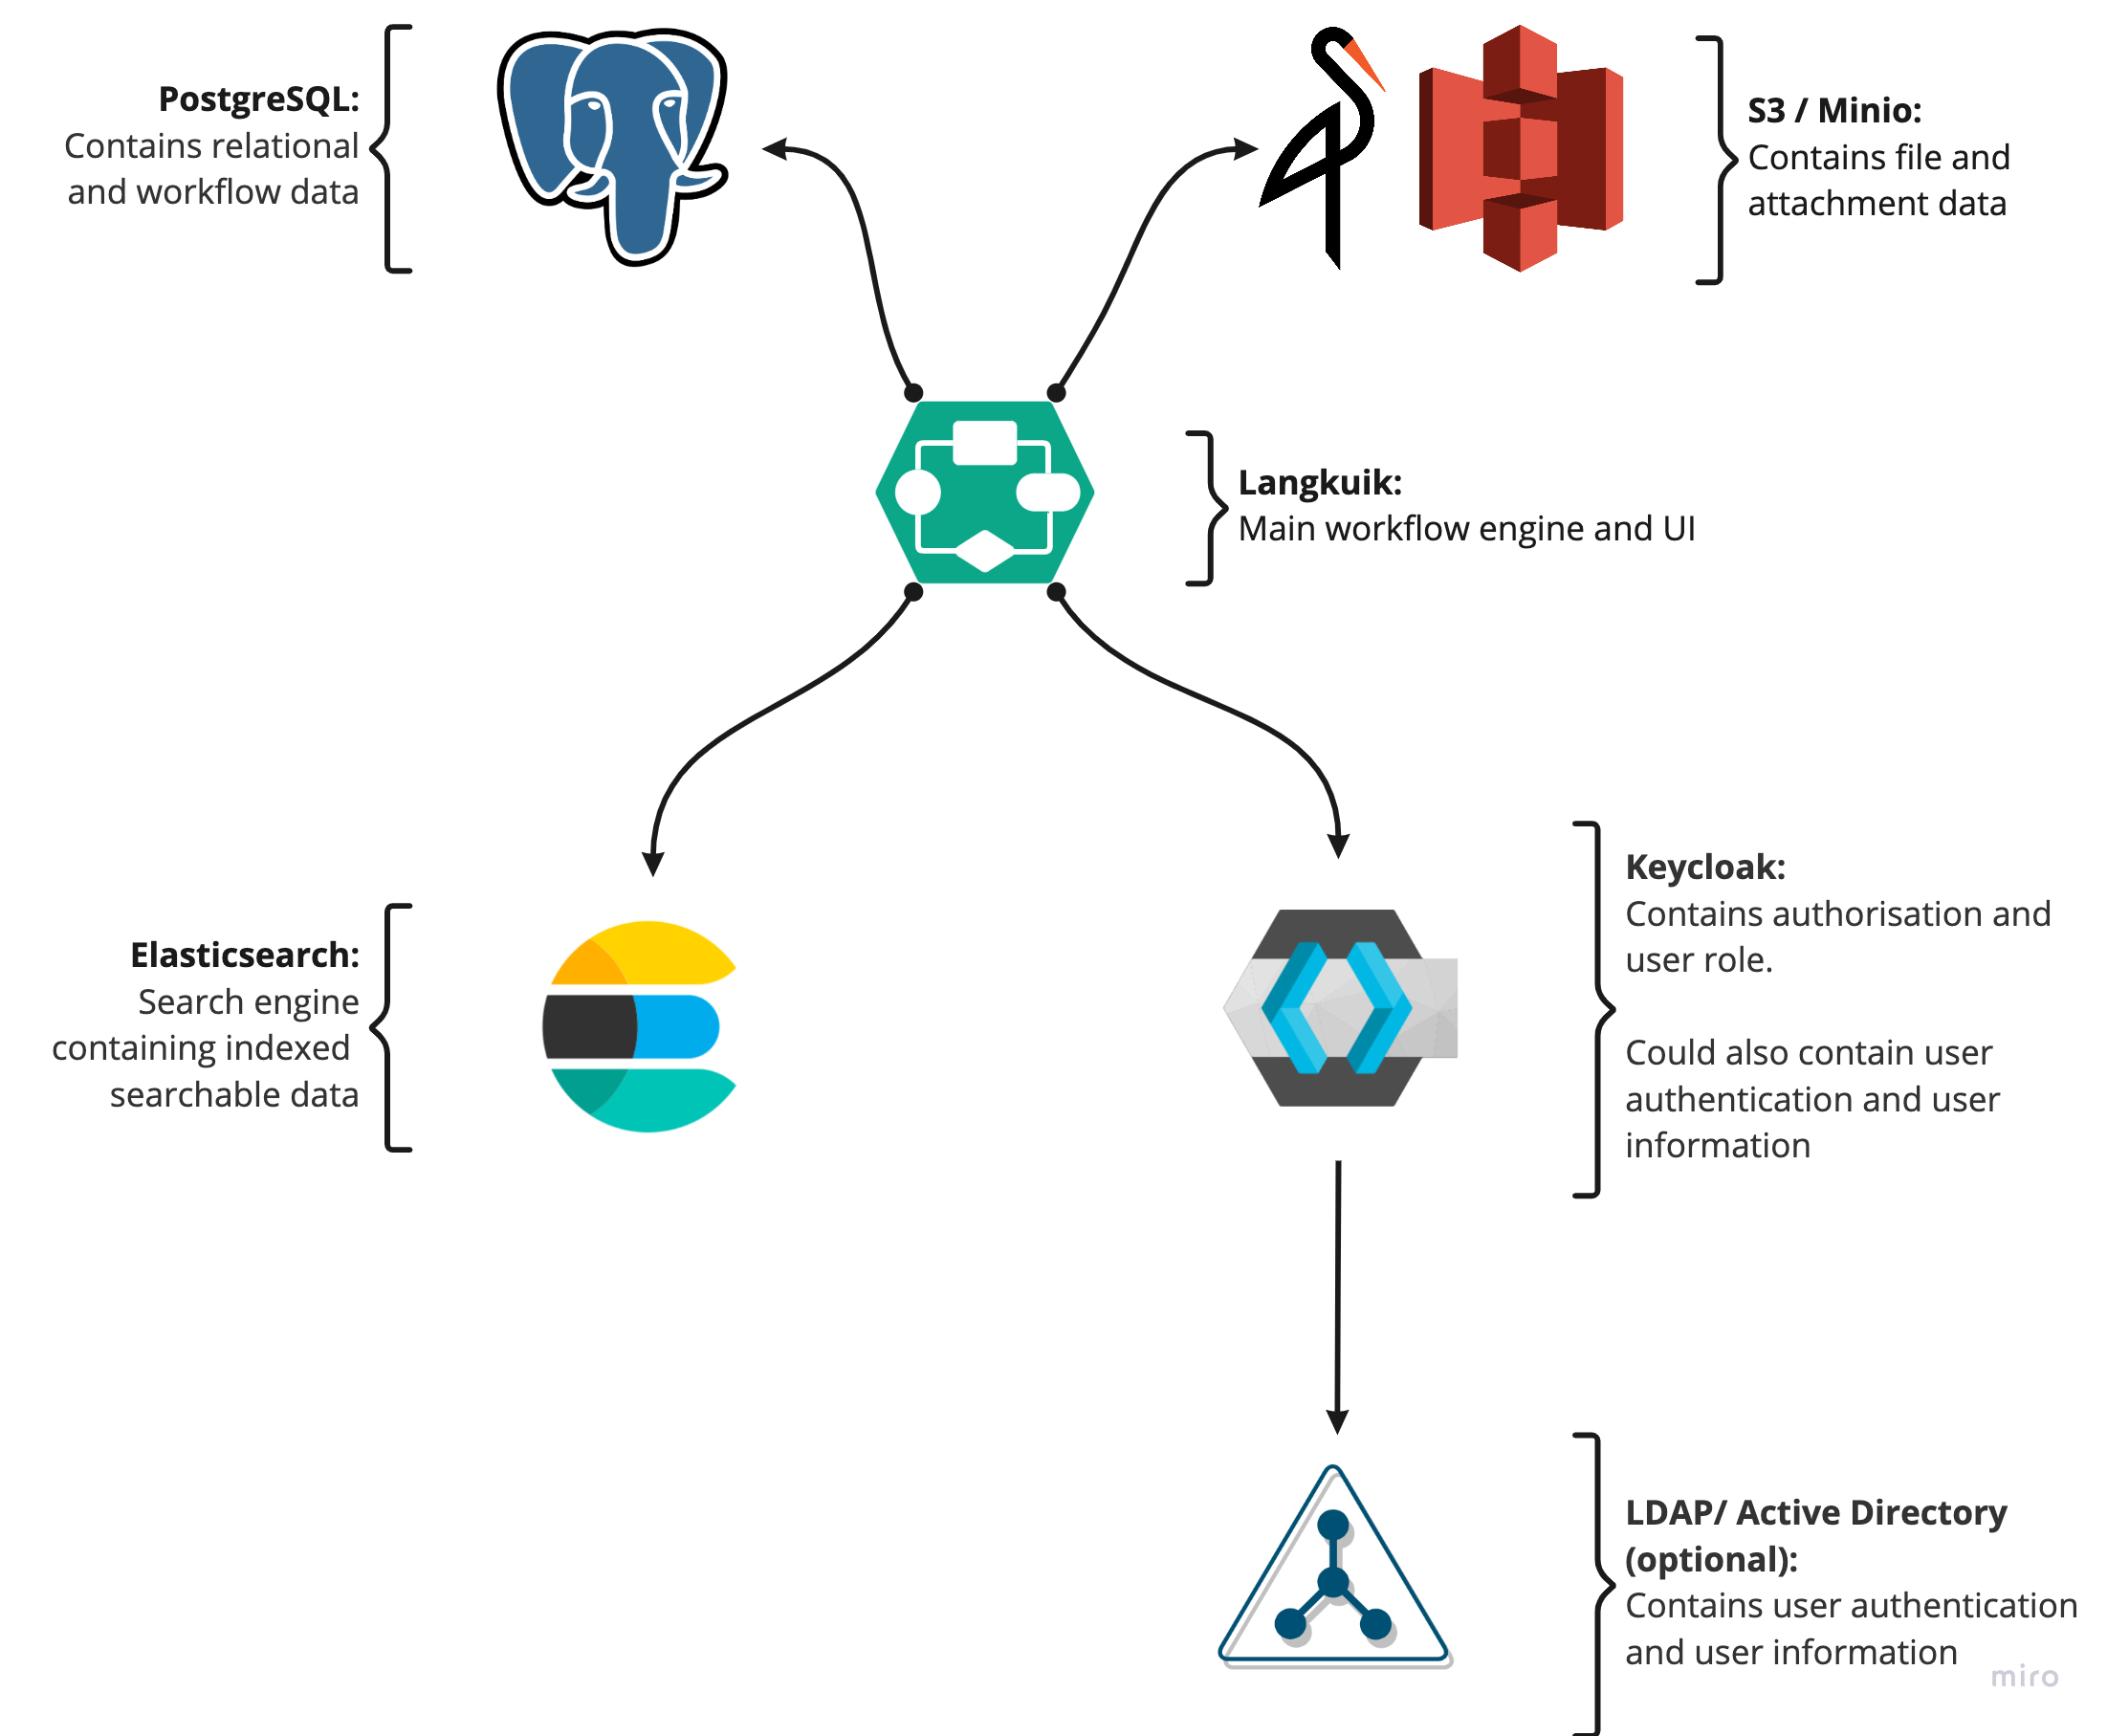 PostgreSQL:
Contains relational
and workflow data
S3 / Minio:
Contains file and
attachment data
Langkuik:
Main workflow engine and UI
Elasticsearch:
Search engine
containing indexed
searchable data
Keycloak:
Contains authorisation and
user role.
Could also contain user
authentication and user
information
LDAP/ Active Directory
(optional):
Contains user authentication
and user information
miro